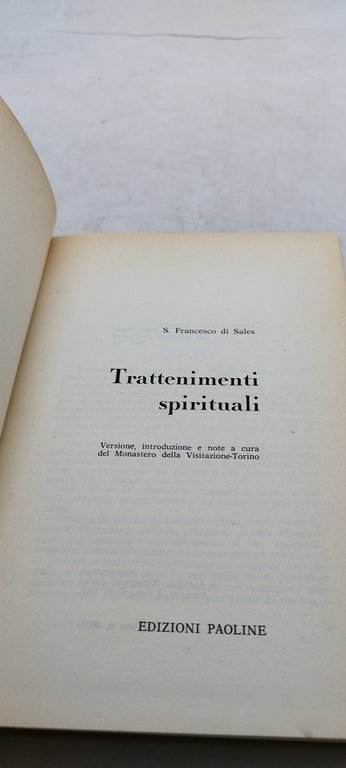 S. Francesco di Sales
Trattenimenti
spirituali
Versione, introduzione e note a cura
del Monastero della Visitazione-Torino
EDIZIONI PAOLINE